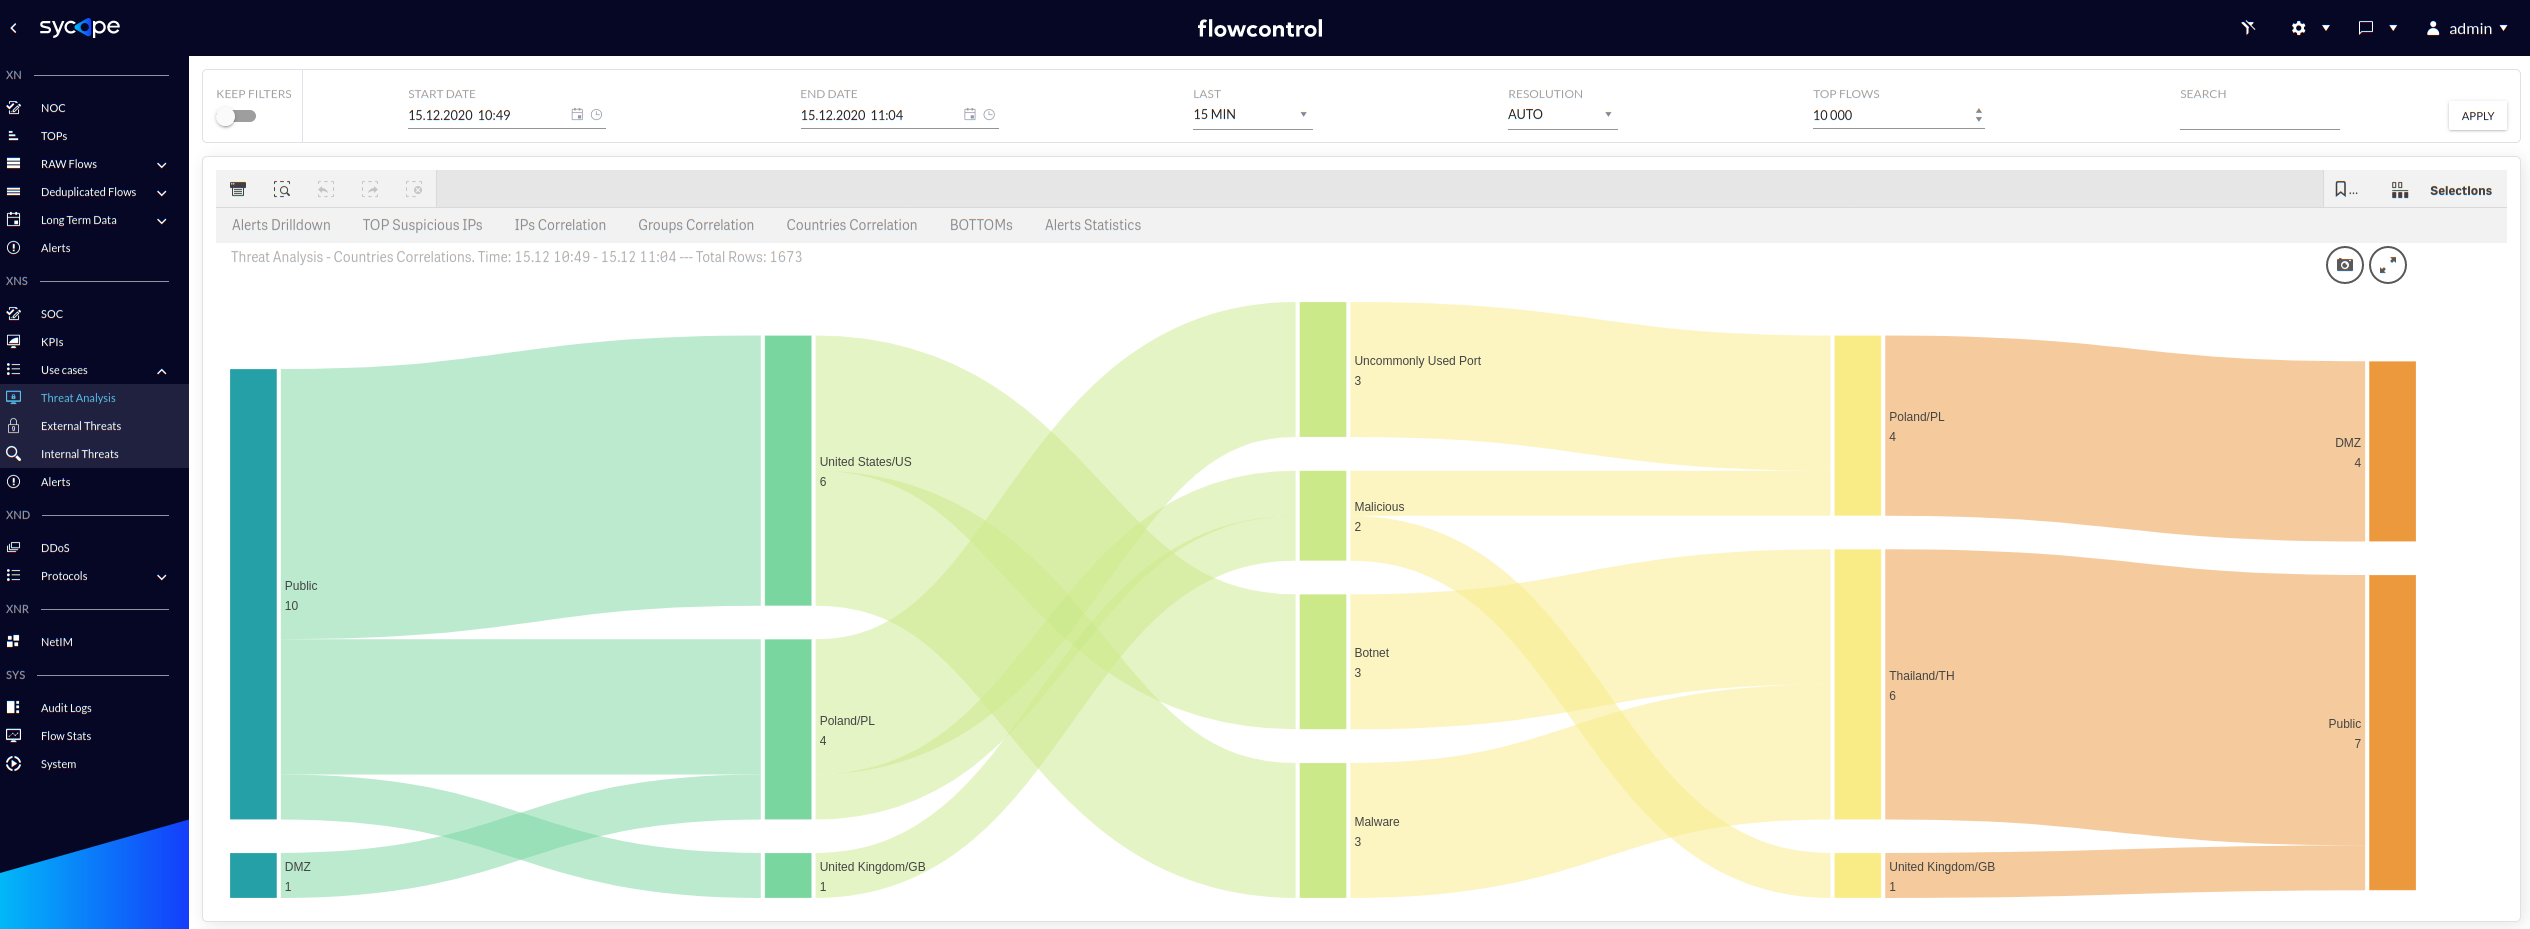 sycope
flowcontrol
admin
XN
NOC
TOPs
RAW Flows
Deduplicated Flows
Long Term Data
Alerts
XNS
SOC
KPIs
Use cases
Threat Analysis
External Threats
Internal Threats
Alerts
XND
DDoS
Protocols
XNR
NetIM
SYS
Audit Logs
Flow Stats
System
KEEP FILTERS
START DATE
15.12.2020 10:49
END DATE
15.12.2020 11:04
LAST
15 MIN
RESOLUTION
AUTO
TOP FLOWS
10 000
SEARCH
APPLY
...
Selections
Alerts Drilldown TOP Suspicious IPs IPs Correlation Groups Correlation Countries Correlation BOTTOMs Alerts Statistics
Threat Analysis - Countries Correlations. Time: 15.12 10:49 - 15.12 11:04 --- Total Rows: 1673
Public
10
DMZ
1
United States/US
6
Poland/PL
4
United Kingdom/GB
1
Uncommonly Used Port
3
Malicious
2
Botnet
3
Malware
3
Poland/PL
4
Thailand/TH
6
United Kingdom/GB
1
DMZ
4
Public
7